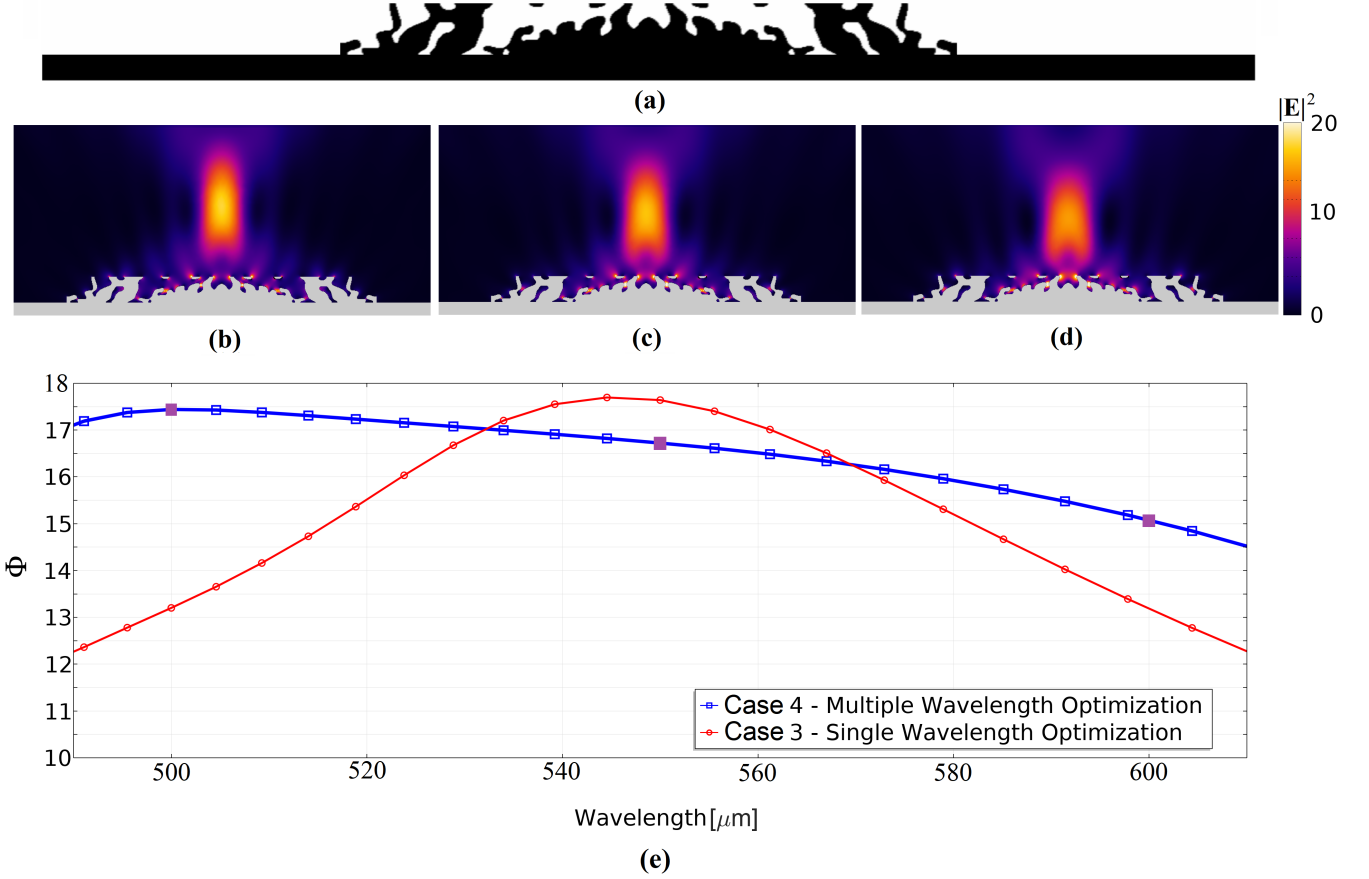 (a)
|E|²
20
10
0
(b) (c) (d)
18
17
16
15
14
13
12
11
10
Φ
500 520 540 560 580 600
Case 4 - Multiple Wavelength Optimization
Case 3 - Single Wavelength Optimization
Wavelength[μm]
(e)